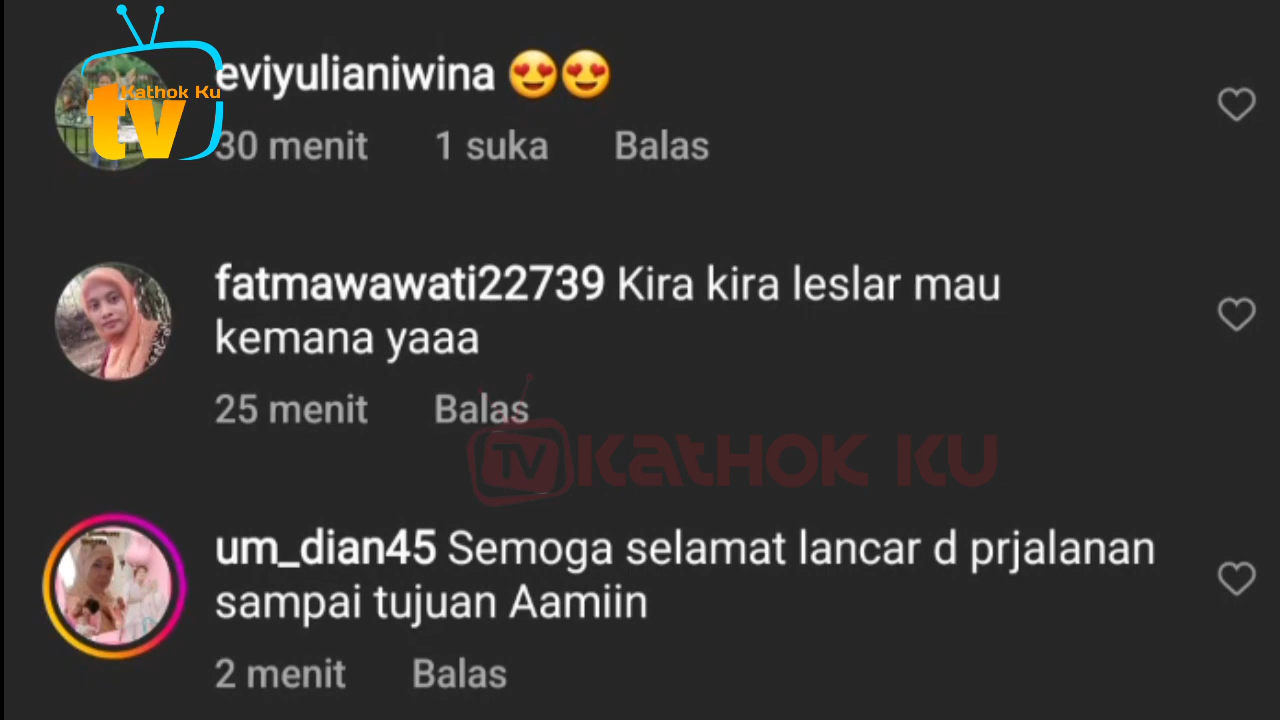 eviyulianiwina 😍😍
Kathok Ku
tv
30 menit 1 suka Balas
fatmawawati22739 Kira kira leslar mau
kemana yaaa
25 menit Balas
TV KATHOK KU
um_dian45 Semoga selamat lancar d prjalanan
sampai tujuan Aamiin
2 menit Balas